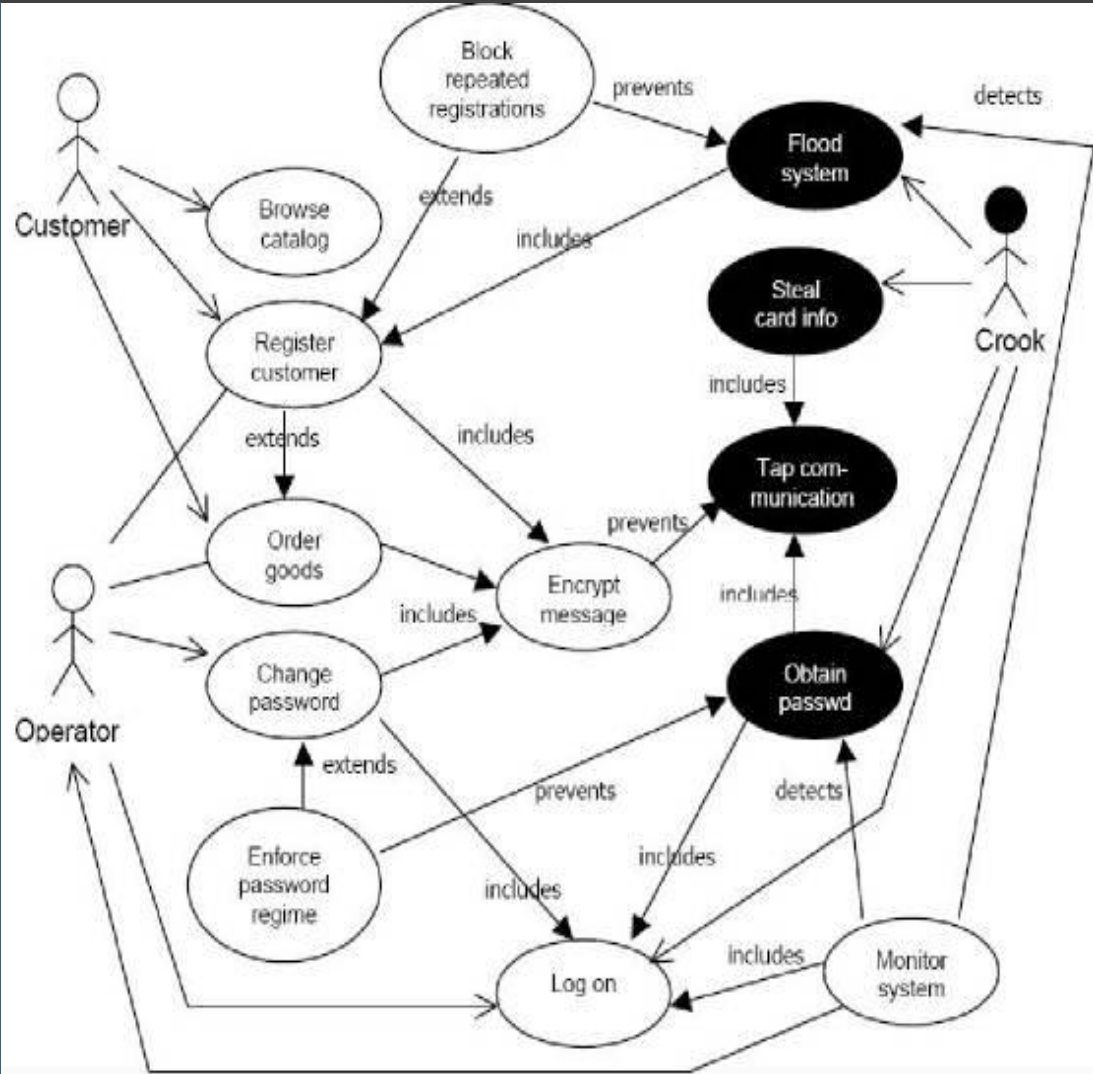 Block
repeated
registrations
prevents
detects
Flood
system
extends
Browse
catalog
Customer
includes
Steal
card info
Crook
Register
customer
includes
extends
includes
Tap com-
munication
prevents
Order
goods
Encrypt
message
includes
includes
Change
password
Obtain
passwd
Operator
extends
prevents
detects
Enforce
password
regime
includes
includes
includes
Log on
Monitor
system